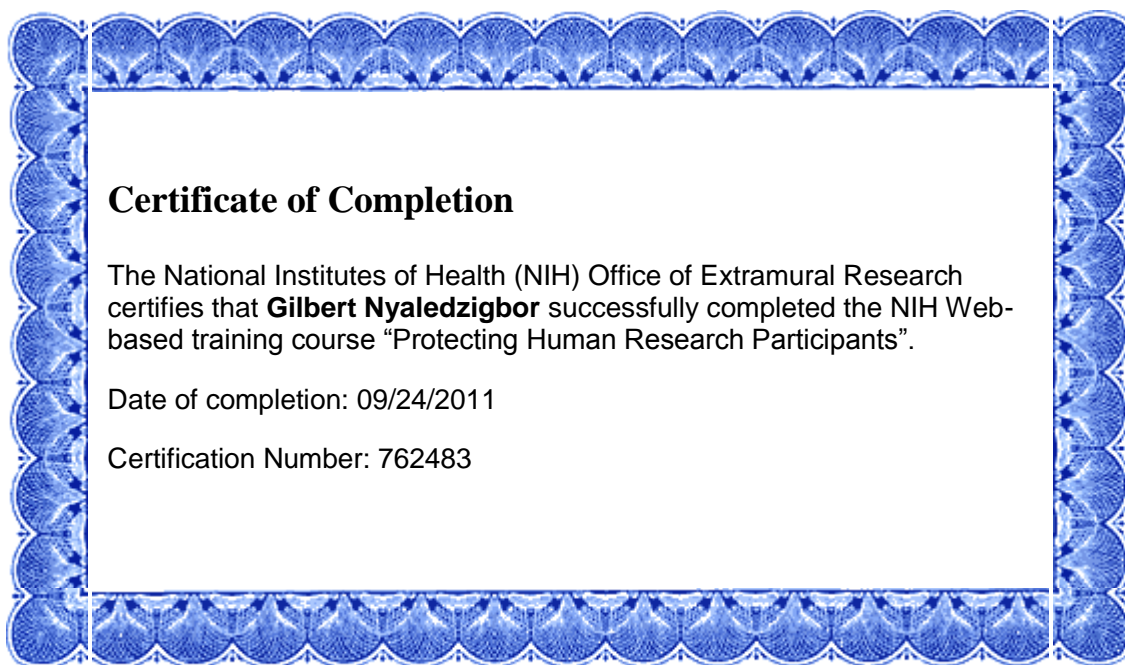 Certificate of Completion
The National Institutes of Health (NIH) Office of Extramural Research
certifies that Gilbert Nyaledzigbor successfully completed the NIH Web-
based training course “Protecting Human Research Participants”.
Date of completion: 09/24/2011
Certification Number: 762483